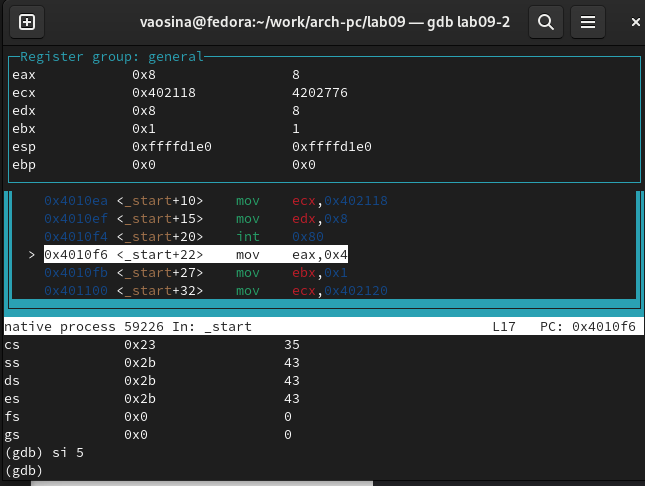 vaosina@fedora:~/work/arch-pc/lab09 — gdb lab09-2
Register group: general
eax 0x8 8
ecx 0x402118 4202776
edx 0x8 8
ebx 0x1 1
esp 0xffffd1e0 0xffffd1e0
ebp 0x0 0x0
0x4010ea <_start+10> mov ecx,0x402118
0x4010ef <_start+15> mov edx,0x8
0x4010f4 <_start+20> int 0x80
> 0x4010f6 <_start+22> mov eax,0x4
0x4010fb <_start+27> mov ebx,0x1
0x401100 <_start+32> mov ecx,0x402120
native process 59226 In: _start L17 PC: 0x4010f6
cs 0x23 35
ss 0x2b 43
ds 0x2b 43
es 0x2b 43
fs 0x0 0
gs 0x0 0
(gdb) si 5
(gdb)